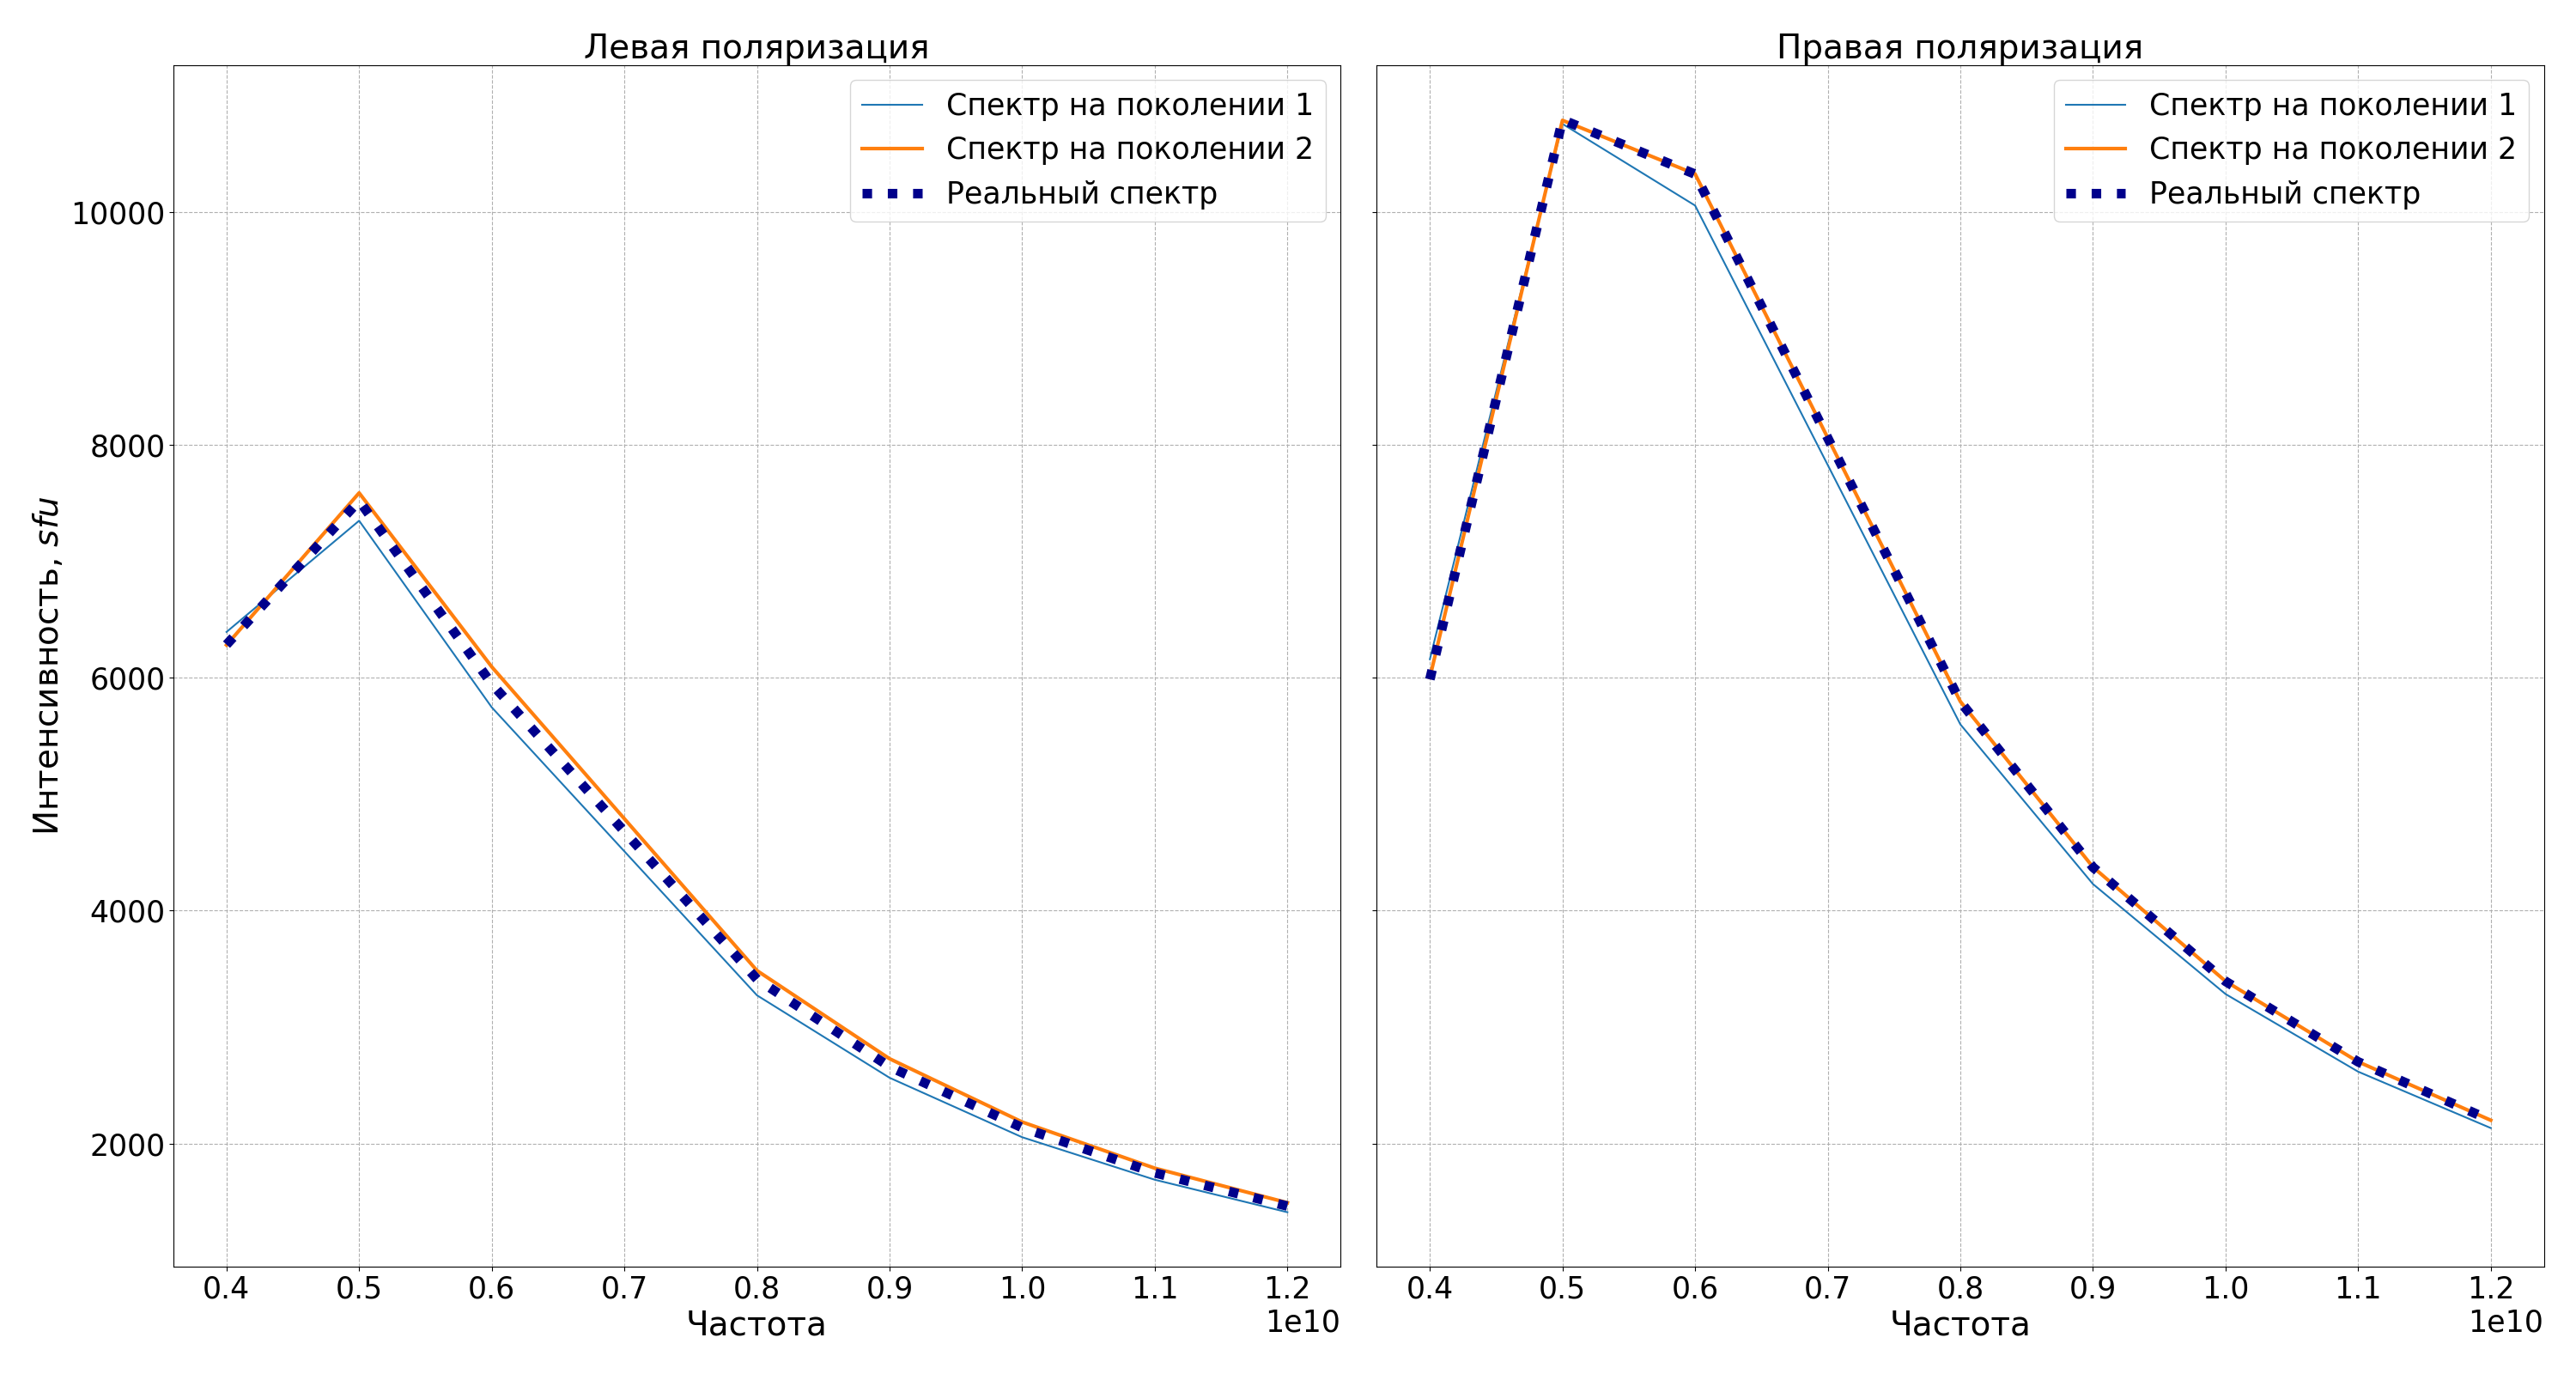 Левая поляризация
Спектр на поколении 1
Спектр на поколении 2
Реальный спектр
Интенсивность, sfu
10000
8000
6000
4000
2000
0.4 0.5 0.6 0.7 0.8 0.9 1.0 1.1 1.2
1e10
Частота
Правая поляризация
Спектр на поколении 1
Спектр на поколении 2
Реальный спектр
0.4 0.5 0.6 0.7 0.8 0.9 1.0 1.1 1.2
1e10
Частота